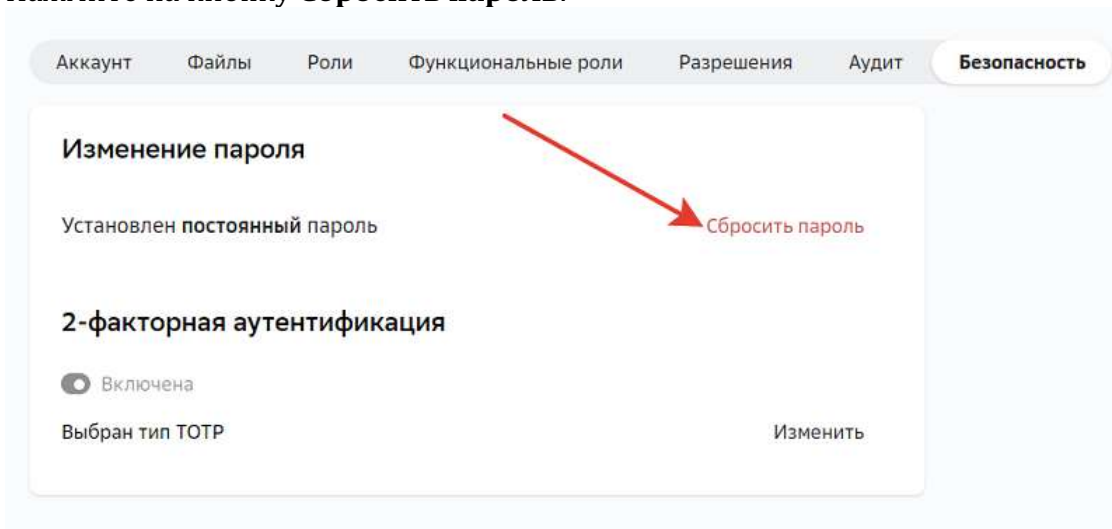 Аккаунт Файлы Роли Функциональные роли Разрешения Аудит Безопасность
Изменение пароля
Установлен постоянный пароль Сбросить пароль
2-факторная аутентификация
Включена
Выбран тип TOTP Изменить